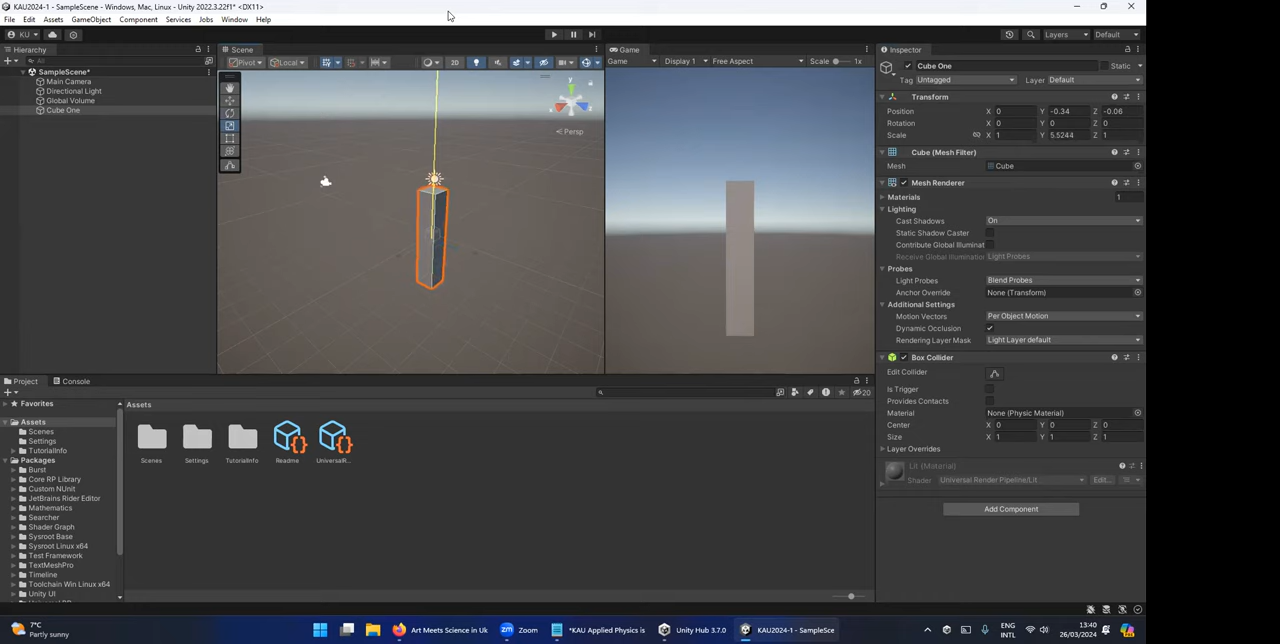 KAU2024-1 - SampleScene - Windows, Mac, Linux - Unity 2022.3.22f1* <DX11>
File Edit Assets GameObject Component Services Jobs Window Help
KU Layers Default
Hierarchy
All
SampleScene*
Main Camera
Directional Light
Global Volume
Cube One
Scene
Pivot Local 2D
y
Persp
Game
Game Display 1 Free Aspect Scale 1x
Inspector
Cube One Static
Tag Untagged Layer Default
Transform
Position X 0 Y -0.34 Z -0.06
Rotation X 0 Y 0 Z 0
Scale X 1 Y 5.5244 Z 1
Cube (Mesh Filter)
Mesh Cube
Mesh Renderer
Materials 1
Lighting
Cast Shadows On
Static Shadow Caster
Contribute Global Illuminat
Receive Global Illumination Light Probes
Probes
Light Probes Blend Probes
Anchor Override None (Transform)
Additional Settings
Motion Vectors Per Object Motion
Dynamic Occlusion
Rendering Layer Mask Light Layer default
Box Collider
Edit Collider
Is Trigger
Provides Contacts
Material None (Physic Material)
Center X 0 Y 0 Z 0
Size X 1 Y 1 Z 1
Layer Overrides
Lit (Material)
Shader Universal Render Pipeline/Lit Edit...
Add Component
Project Console
20
Favorites
Assets
Scenes
Settings
TutorialInfo
Packages
Burst
Core RP Library
Custom NUnit
JetBrains Rider Editor
Mathematics
Searcher
Shader Graph
Sysroot Base
Sysroot Linux x64
Test Framework
TextMeshPro
Timeline
Toolchain Win Linux x64
Unity UI
Assets
Scenes Settings TutorialInfo Readme UniversalR...
7°C
Partly sunny
Art Meets Science in Uk
Zoom
*KAU Applied Physics is
Unity Hub 3.7.0
KAU2024-1 - SampleSce
ENG
INTL
13:40
26/03/2024